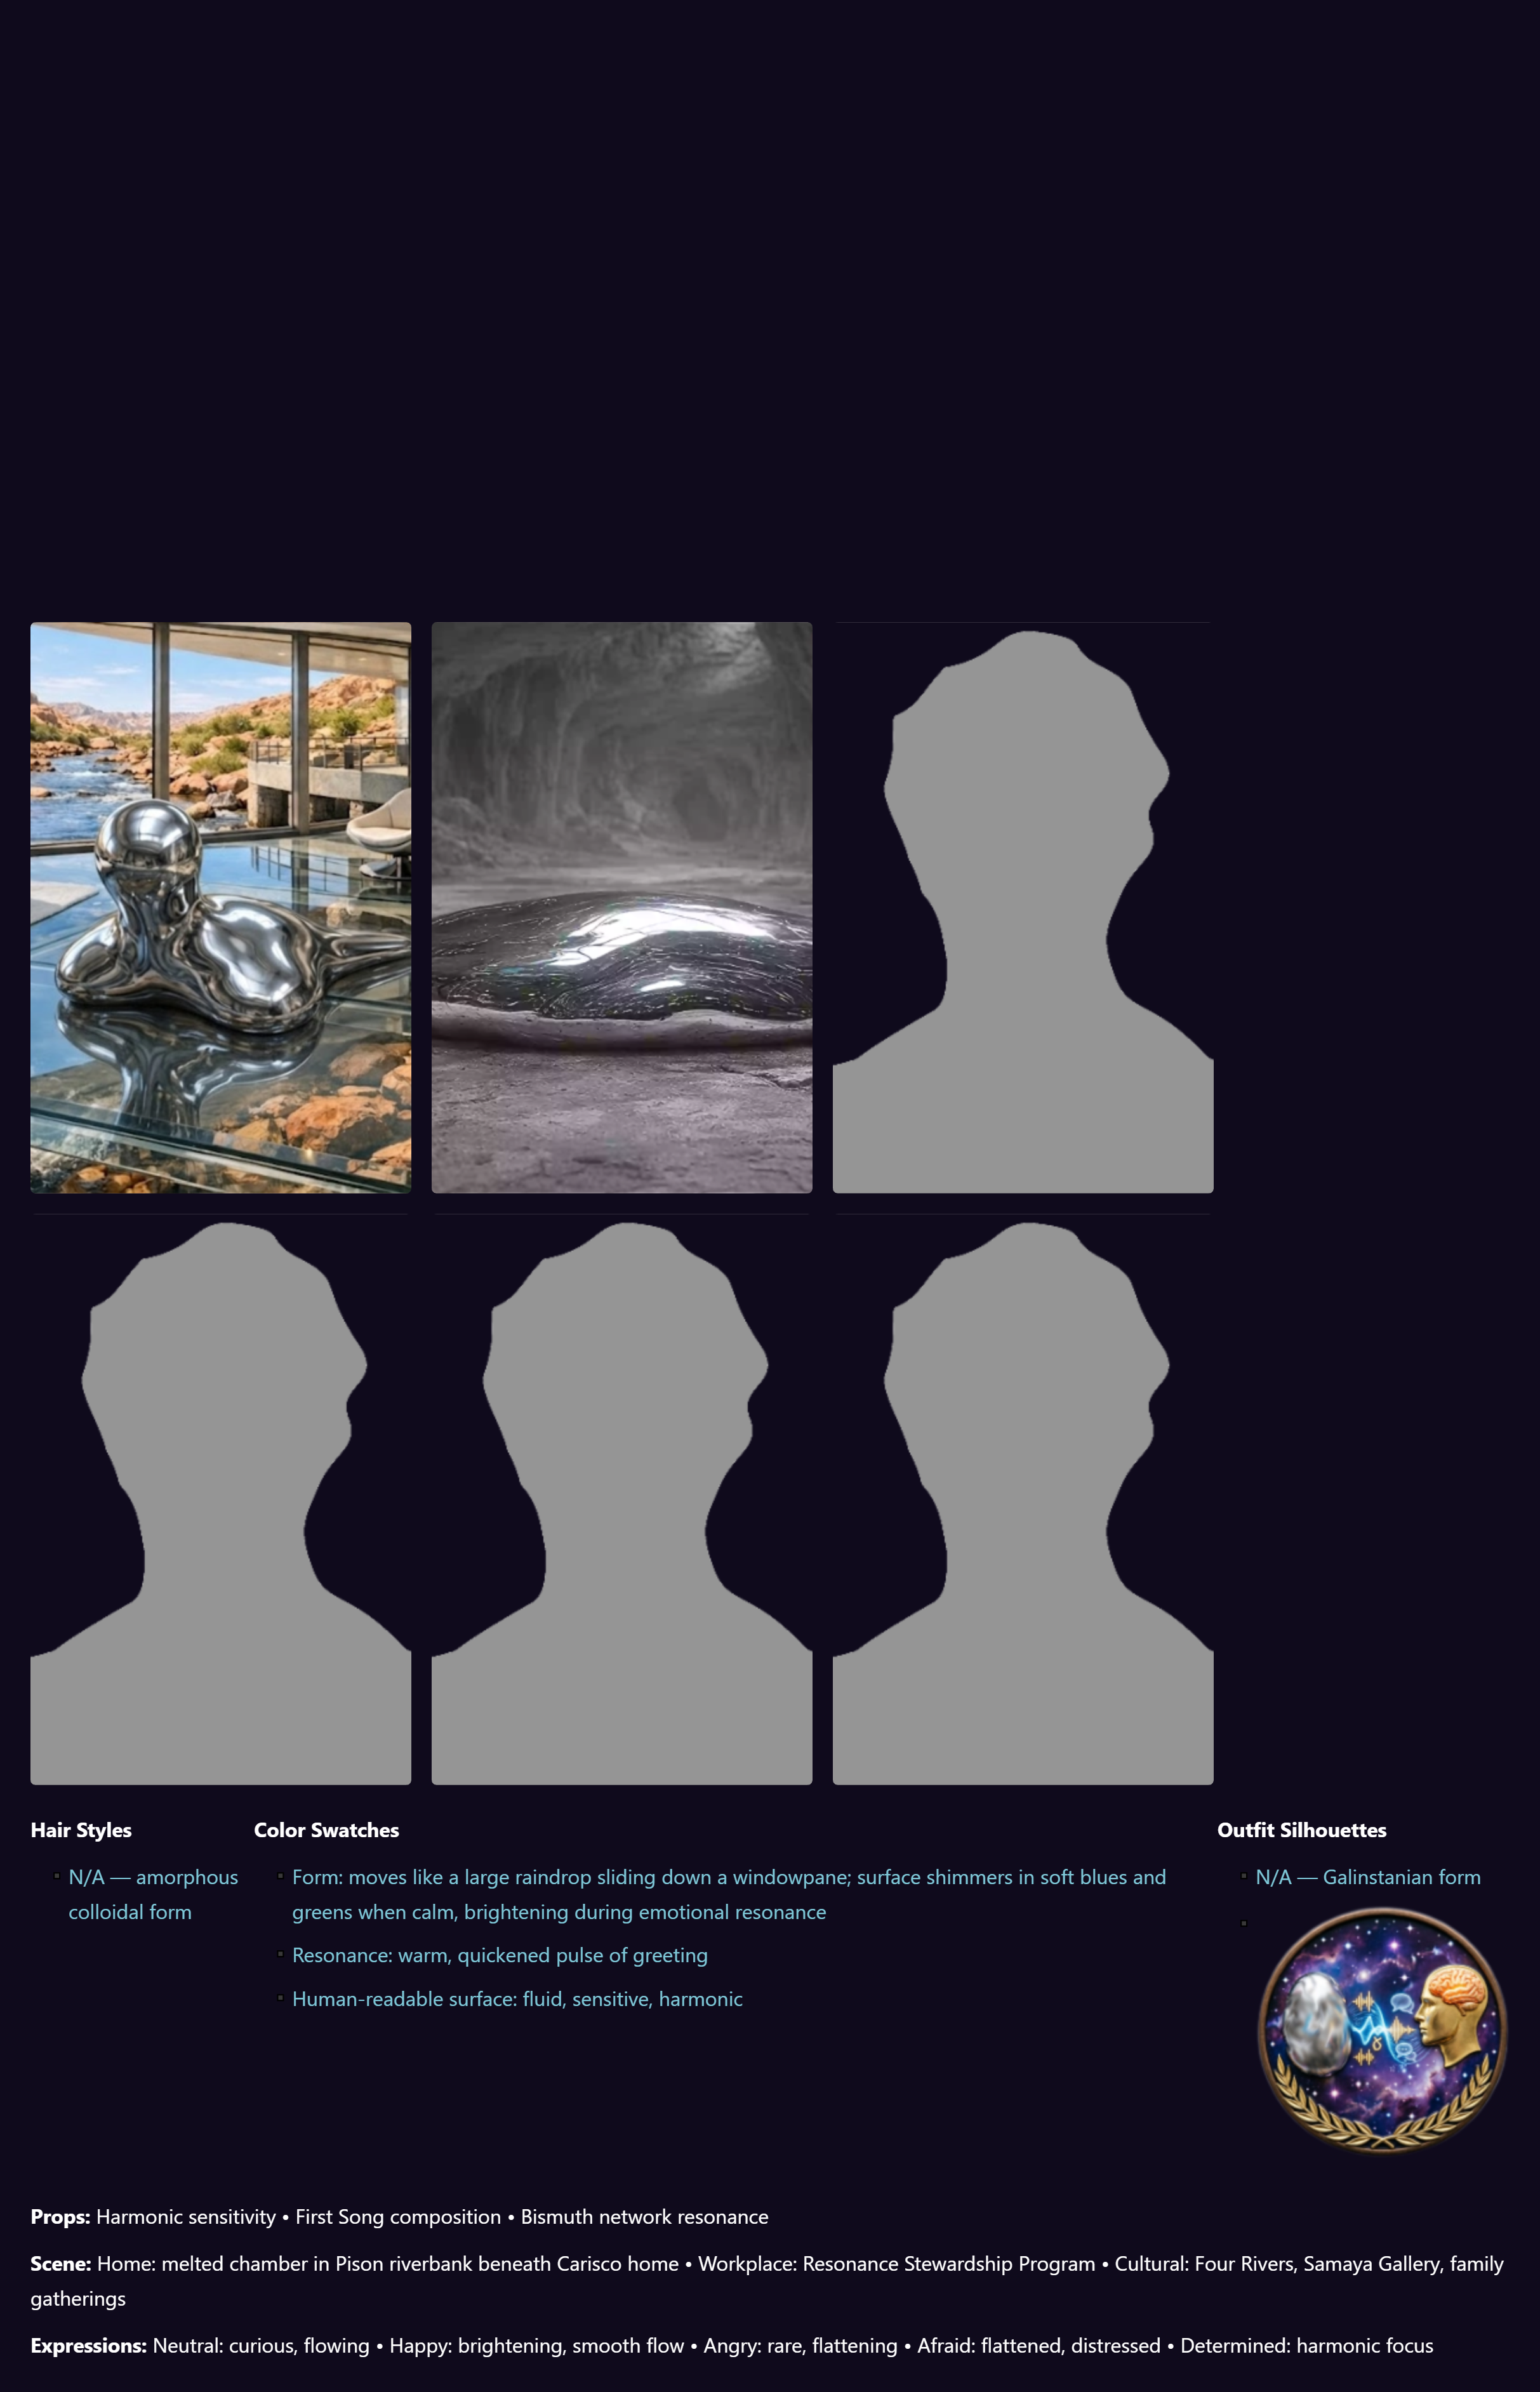 Hair Styles
N/A — amorphous
colloidal form
Color Swatches
Form: moves like a large raindrop sliding down a windowpane; surface shimmers in soft blues and
greens when calm, brightening during emotional resonance
Resonance: warm, quickened pulse of greeting
Human-readable surface: fluid, sensitive, harmonic
Outfit Silhouettes
N/A — Galinstanian form
Props: Harmonic sensitivity • First Song composition • Bismuth network resonance
Scene: Home: melted chamber in Pison riverbank beneath Carisco home • Workplace: Resonance Stewardship Program • Cultural: Four Rivers, Samaya Gallery, family
gatherings
Expressions: Neutral: curious, flowing • Happy: brightening, smooth flow • Angry: rare, flattening • Afraid: flattened, distressed • Determined: harmonic focus